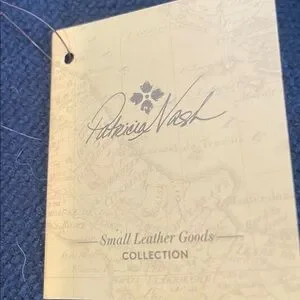 Patricia Nash
Small Leather Goods
COLLECTION